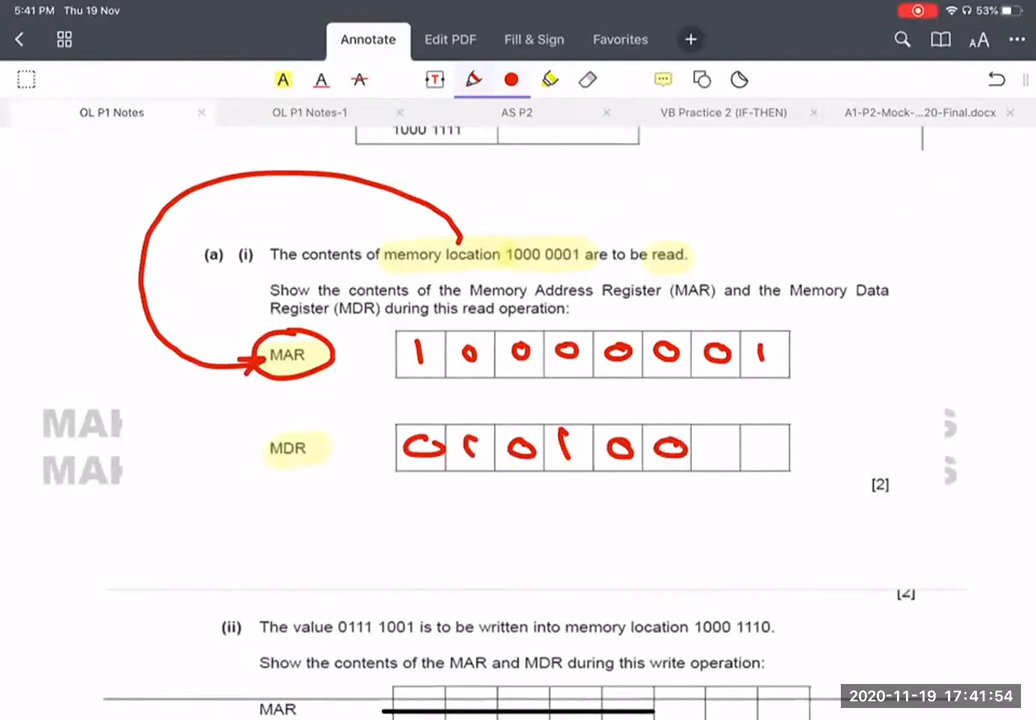 5:41 PM Thu 19 Nov 53%
Annotate Edit PDF Fill & Sign Favorites +
OL P1 Notes × OL P1 Notes-1 × AS P2 × VB Practice 2 (IF-THEN) × A1-P2-Mock-...20-Final.docx ×
1000 1111
(a) (i) The contents of memory location 1000 0001 are to be read.
Show the contents of the Memory Address Register (MAR) and the Memory Data
Register (MDR) during this read operation:
MAR 1 0 0 0 0 0 0 1
MDR 0 1 0 1 0 0
[2]
[2]
(ii) The value 0111 1001 is to be written into memory location 1000 1110.
Show the contents of the MAR and MDR during this write operation:
MAR
2020-11-19 17:41:54